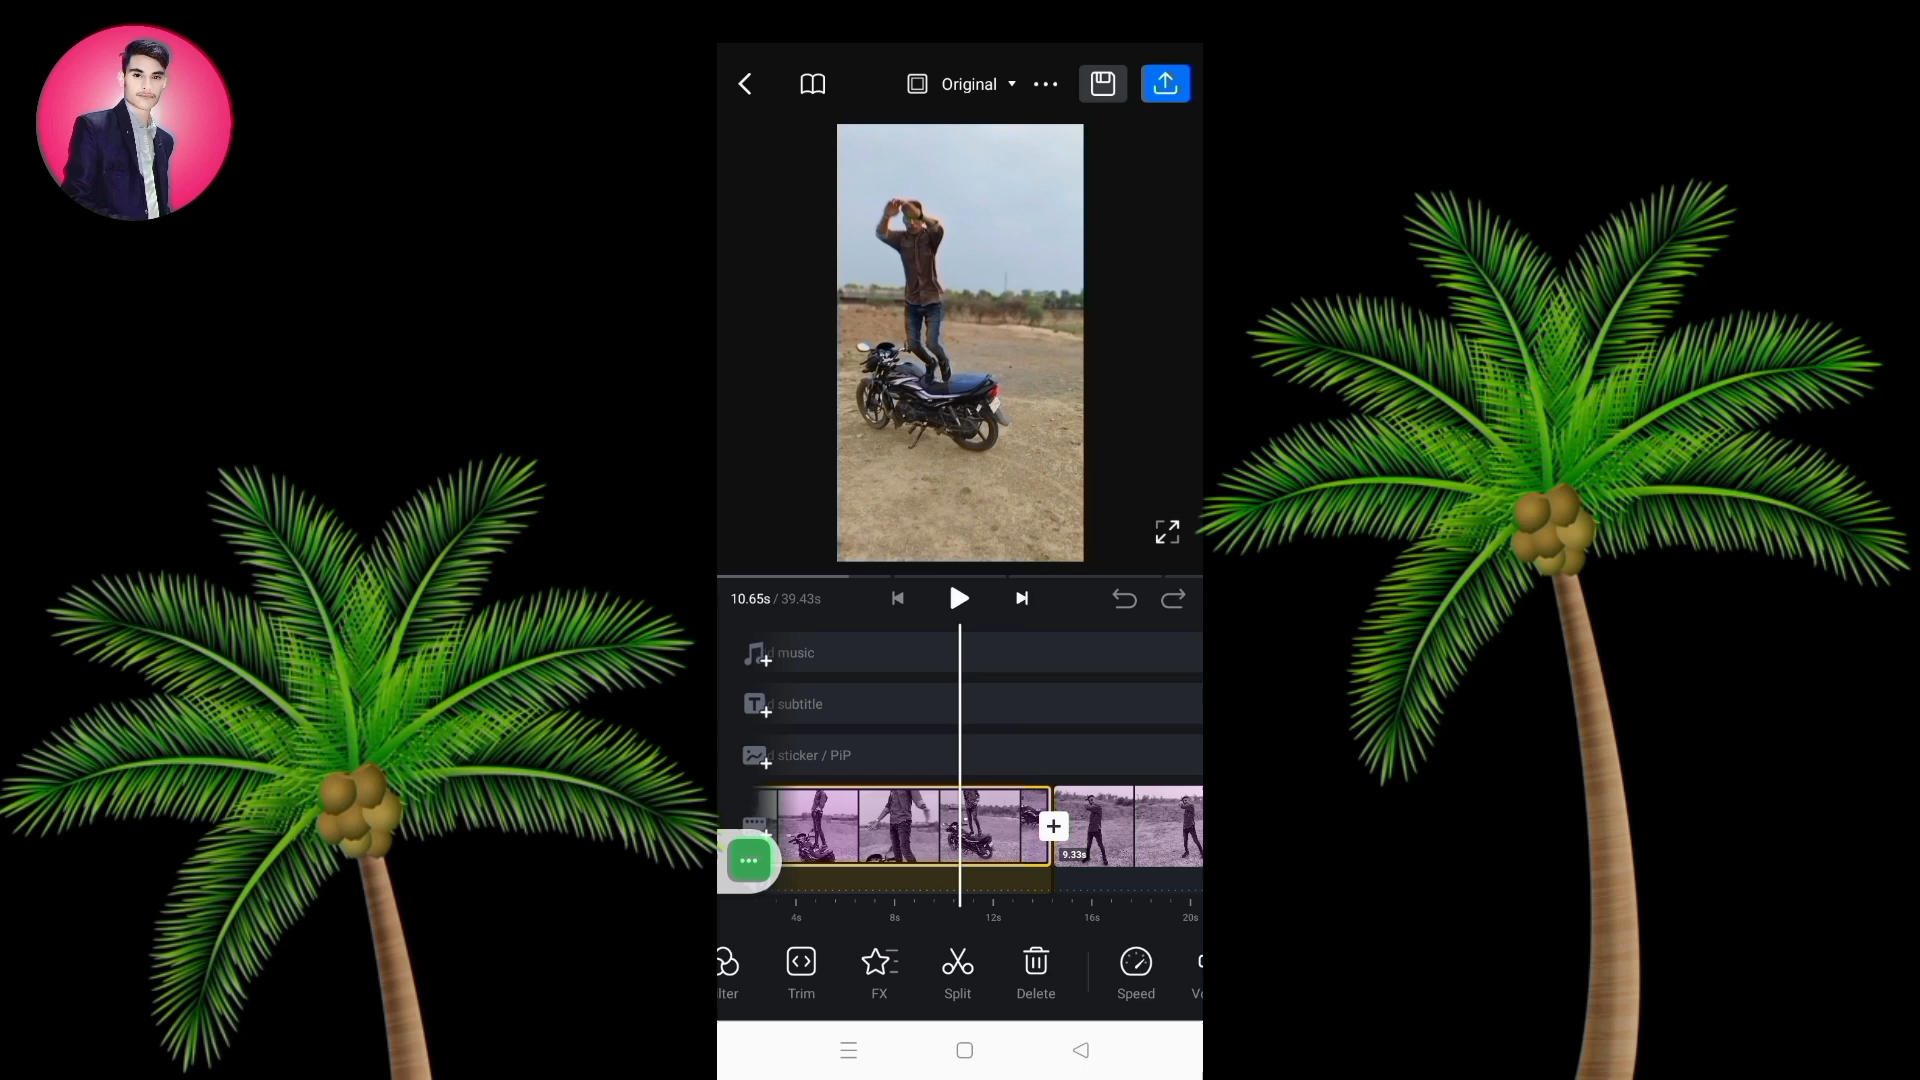 Original
10.65s / 39.43s
d music
d subtitle
d sticker / PiP
9.33s
4s 8s 12s 16s 20s
lter Trim FX Split Delete Speed Vo